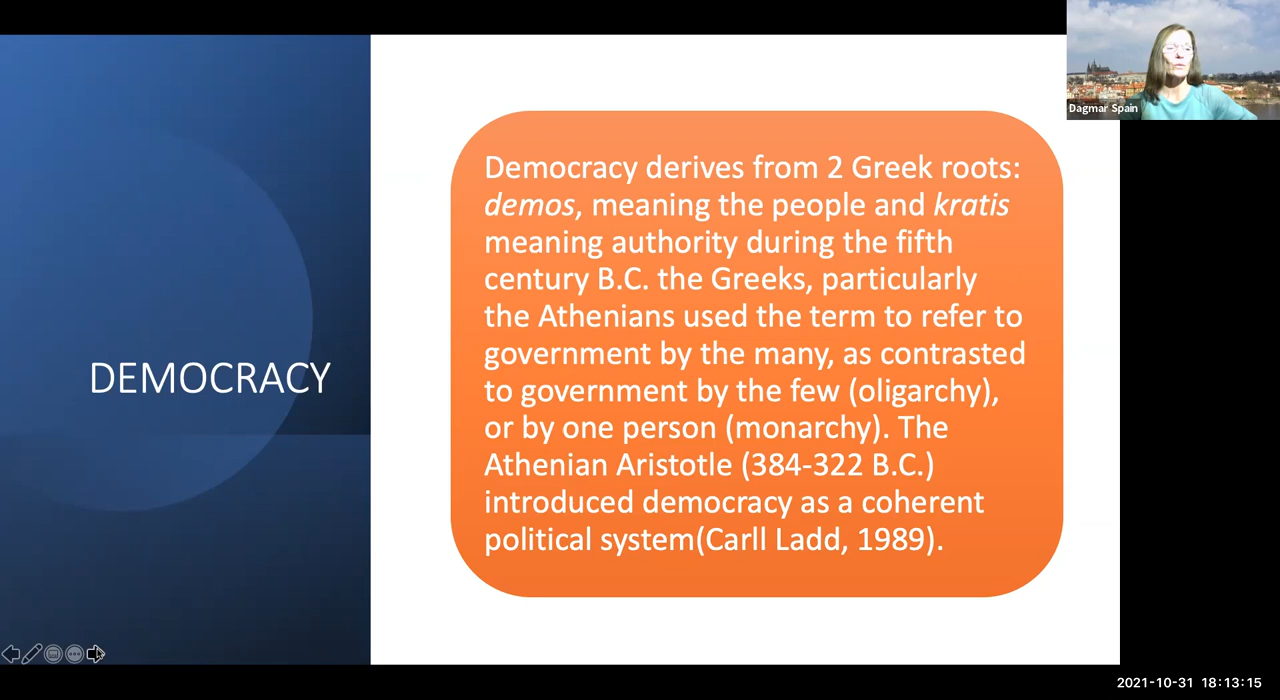 Dagmar Spain
DEMOCRACY
Democracy derives from 2 Greek roots:
demos, meaning the people and kratis
meaning authority during the fifth
century B.C. the Greeks, particularly
the Athenians used the term to refer to
government by the many, as contrasted
to government by the few (oligarchy),
or by one person (monarchy). The
Athenian Aristotle (384-322 B.C.)
introduced democracy as a coherent
political system(Carll Ladd, 1989).
2021-10-31 18:13:15